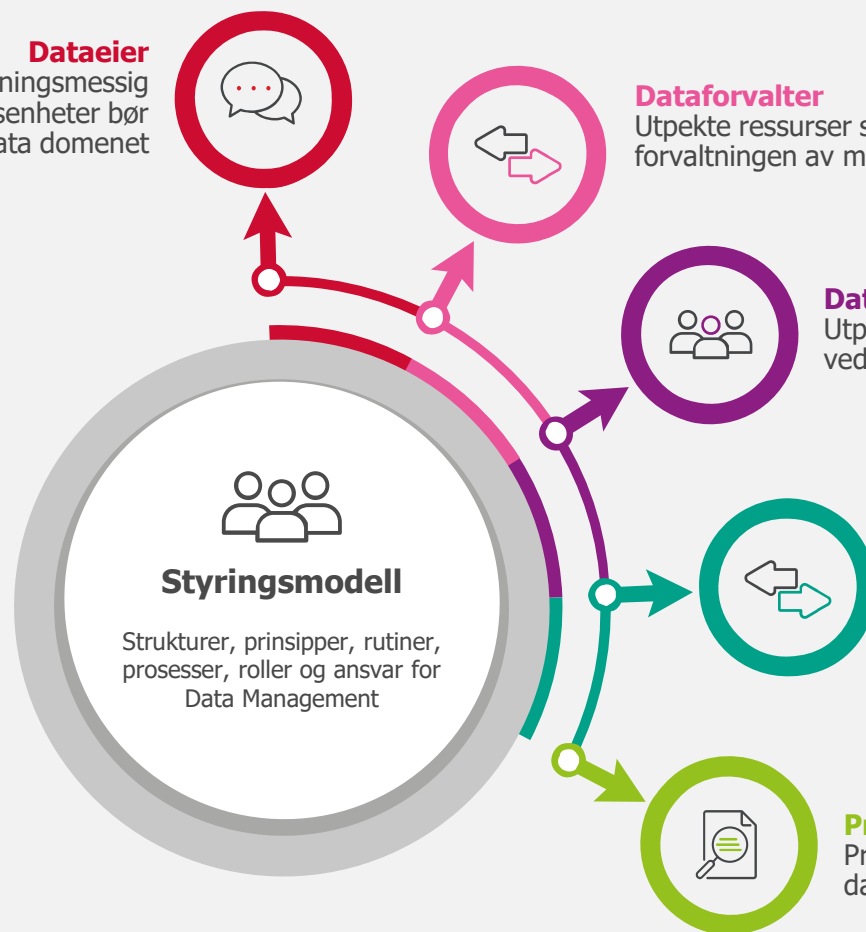 Dataeier
ningsmessig
senheter bør
ata domenet
Dataforvalter
Utpekte ressurser s
forvaltningen av m
Dat
Utp
ved
Styringsmodell
Strukturer, prinsipper, rutiner,
prosesser, roller og ansvar for
Data Management
Pr
Pr
da